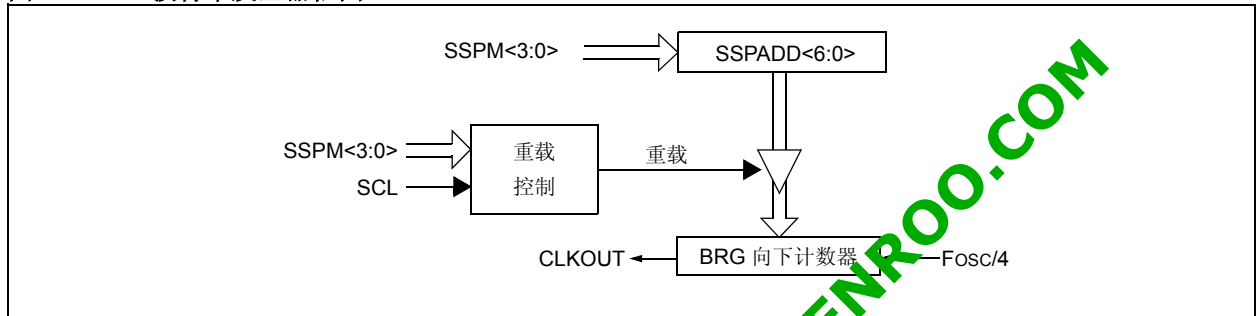 SSPM<3:0>
SSPADD<6:0>
SSPM<3:0>
SCL
重载
控制
重载
CLKOUT
BRG 向下计数器
FOSC/4
ENROO.COM